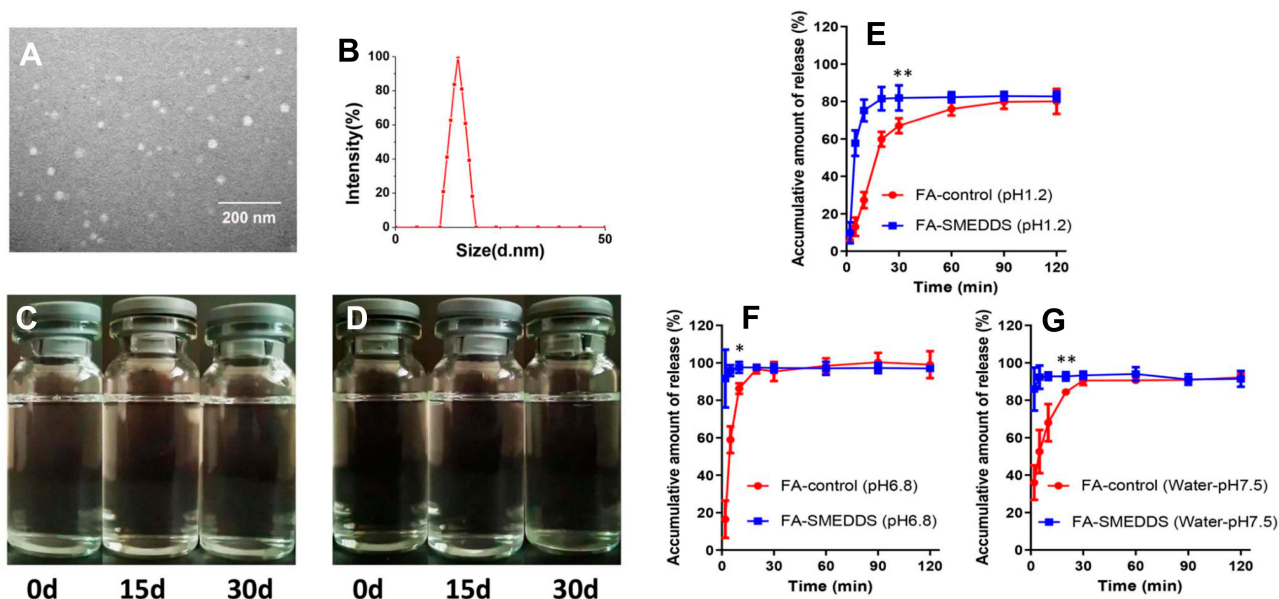 A
200 nm
B
Intensity(%)
100
80
60
40
20
0
0
50
Size(d.nm)
C
0d
15d
30d
D
0d
15d
30d
E
**
Accumulative amount of release (%)
120
100
80
60
40
20
0
FA-control (pH1.2)
FA-SMEDDS (pH1.2)
0
30
60
90
120
Time (min)
F
*
Accumulative amount of release (%)
120
100
80
60
40
20
0
FA-control (pH6.8)
FA-SMEDDS (pH6.8)
0
30
60
90
120
Time (min)
G
**
Accumulative amount of release (%)
120
100
80
60
40
20
0
FA-control (Water-pH7.5)
FA-SMEDDS (Water-pH7.5)
0
30
60
90
120
Time (min)